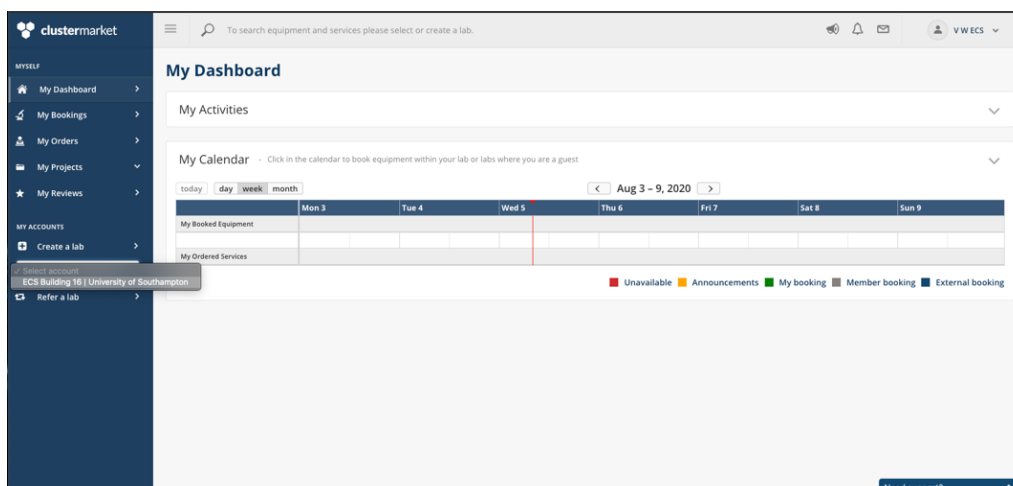 clustermarket
To search equipment and services please select or create a lab.
V W ECS
MYSELF
My Dashboard
My Bookings
My Orders
My Projects
My Reviews
MY ACCOUNTS
Create a lab
Select account
ECS Building 16 | University of Southampton
Refer a lab
My Dashboard
My Activities
My Calendar - Click in the calendar to book equipment within your lab or labs where you are a guest
today day week month
Aug 3 – 9, 2020
Mon 3 Tue 4 Wed 5 Thu 6 Fri 7 Sat 8 Sun 9
My Booked Equipment
My Ordered Services
Unavailable Announcements My booking Member booking External booking